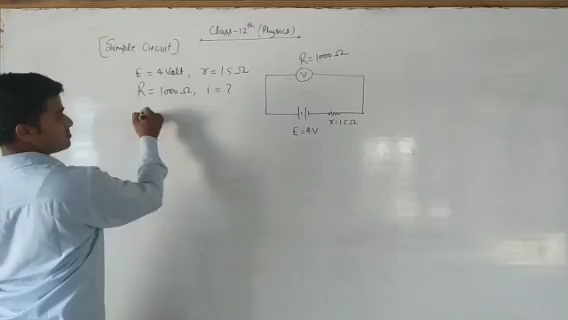 Class-12th (Physics)
[Simple Circuit]
E = 4 Volt, r = 1.5 Ω
R = 1000 Ω, i = ?
R = 1000 Ω
V
r = 1.5 Ω
E = 4V